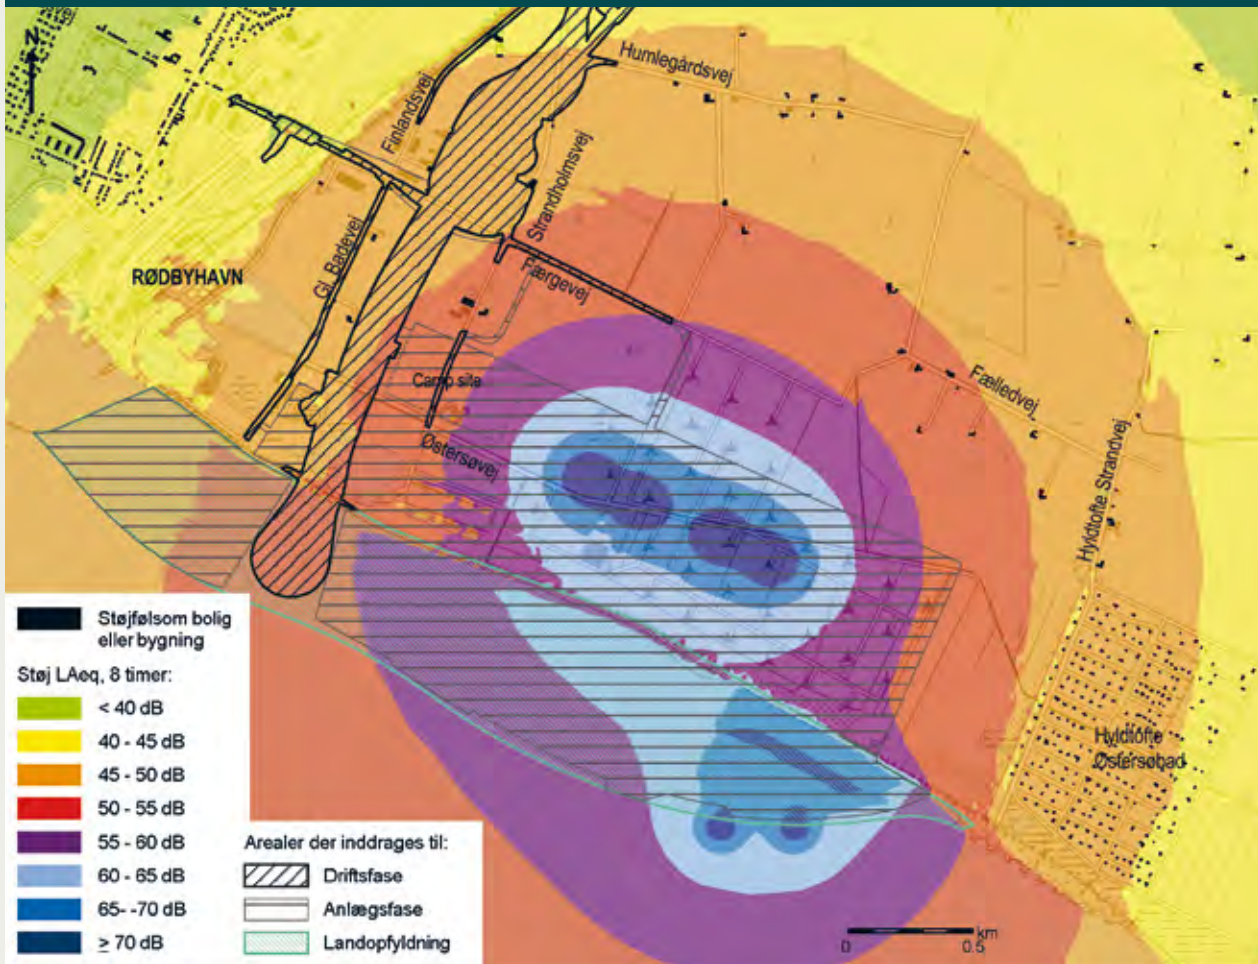 N
Humlegårdsvej
Finlandsvej
Strandholmsvej
Gl. Badevej
RØDBYHAVN
Færgevej
Camp site
Østersøvej
Fælledvej
Hyldtofte Strandvej
Hyldtofte
Østersøbad
Støjfølsom bolig
eller bygning
Støj LAeq, 8 timer:
< 40 dB
40 - 45 dB
45 - 50 dB
50 - 55 dB
55 - 60 dB
60 - 65 dB
65- -70 dB
≥ 70 dB
Arealer der inddrages til:
Driftsfase
Anlægsfase
Landopfyldning
km
0 0.5